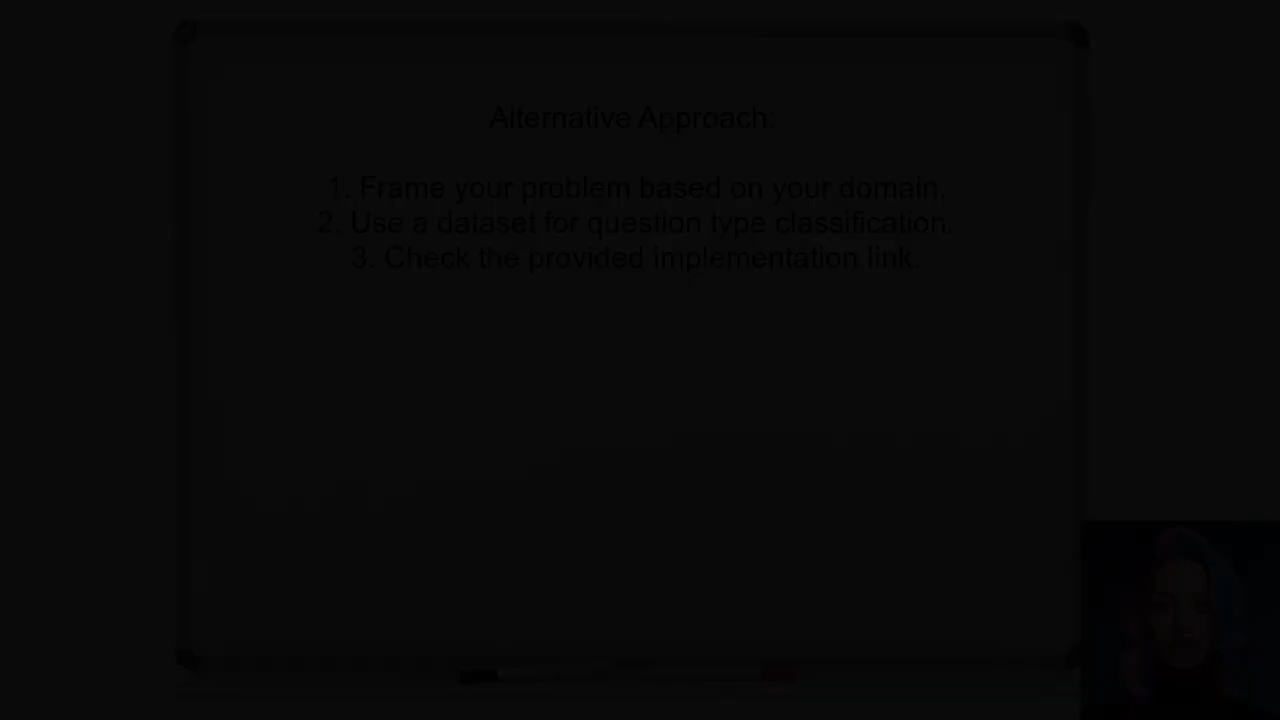 Alternative Approach:
1. Frame your problem based on your domain.
2. Use a dataset for question type classification.
3. Check the provided implementation link.